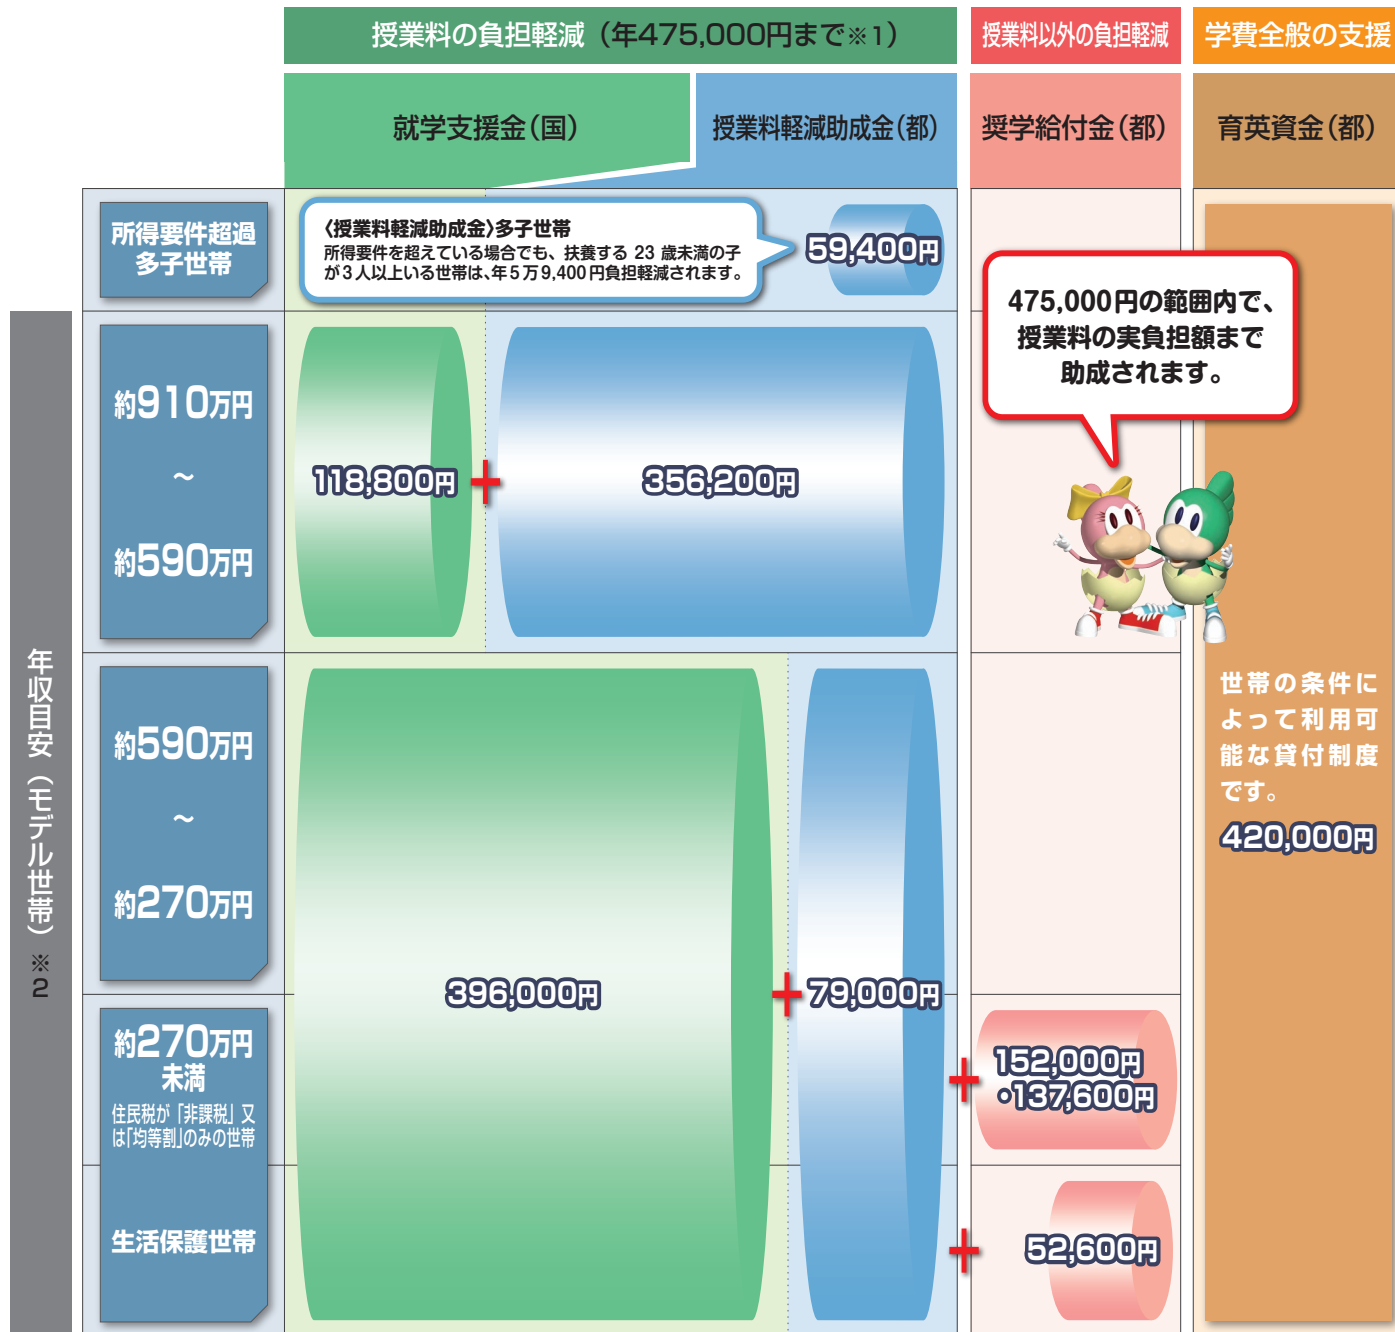 授業料の負担軽減（年475,000円まで※1）
授業料以外の負担軽減
学費全般の支援
就学支援金（国）
授業料軽減助成金（都）
奨学給付金（都）
育英資金（都）
所得要件超過
多子世帯
〈授業料軽減助成金〉多子世帯
所得要件を超えている場合でも、扶養する 23 歳未満の子
が3人以上いる世帯は、年5万9,400円負担軽減されます。
59,400円
475,000円の範囲内で、
授業料の実負担額まで
助成されます。
年収目安（モデル世帯）※2
約910万円
～
約590万円
118,800円
+
356,200円
約590万円
～
約270万円
396,000円
+
79,000円
世帯の条件に
よって利用可
能な貸付制度
です。
420,000円
約270万円
未満
住民税が「非課税」又
は「均等割」のみの世帯
+
152,000円
・137,600円
生活保護世帯
+
52,600円